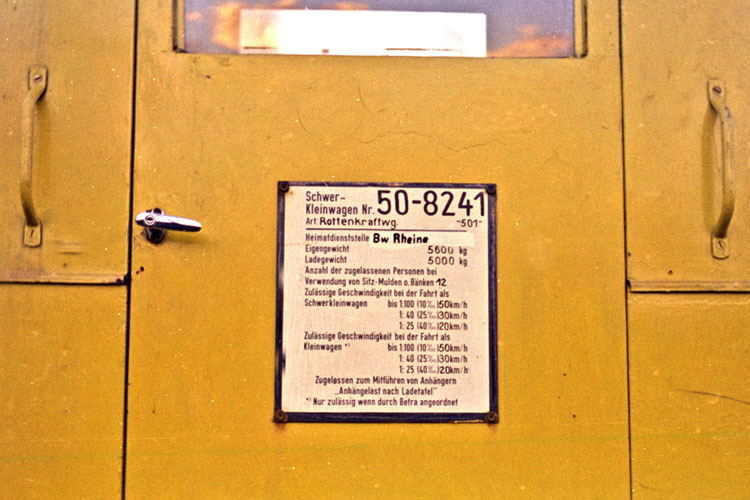 Schwer-
Kleinwagen Nr. 50-8241
Art: Rottenkraftwg. -501-
Heimatdienststelle Bw Rheine
Eigengewicht 5600 kg
Ladegewicht 5000 kg
Anzahl der zugelassenen Personen bei
Verwendung von Sitz-Mulden o. Bänken 12
Zulässige Geschwindigkeit bei der Fahrt als
Schwerkleinwagen bis 1:100 (10‰) 50km/h
1: 40 (25‰) 30km/h
1: 25 (40‰) 20km/h
Zulässige Geschwindigkeit bei der Fahrt als
Kleinwagen *) bis 1:100 (10‰) 50km/h
1: 40 (25‰) 30km/h
1: 25 (40‰) 20km/h
Zugelassen zum Mitführen von Anhängern
„Anhängelast nach Ladetafel"
*) Nur zulässig wenn durch Betra angeordnet